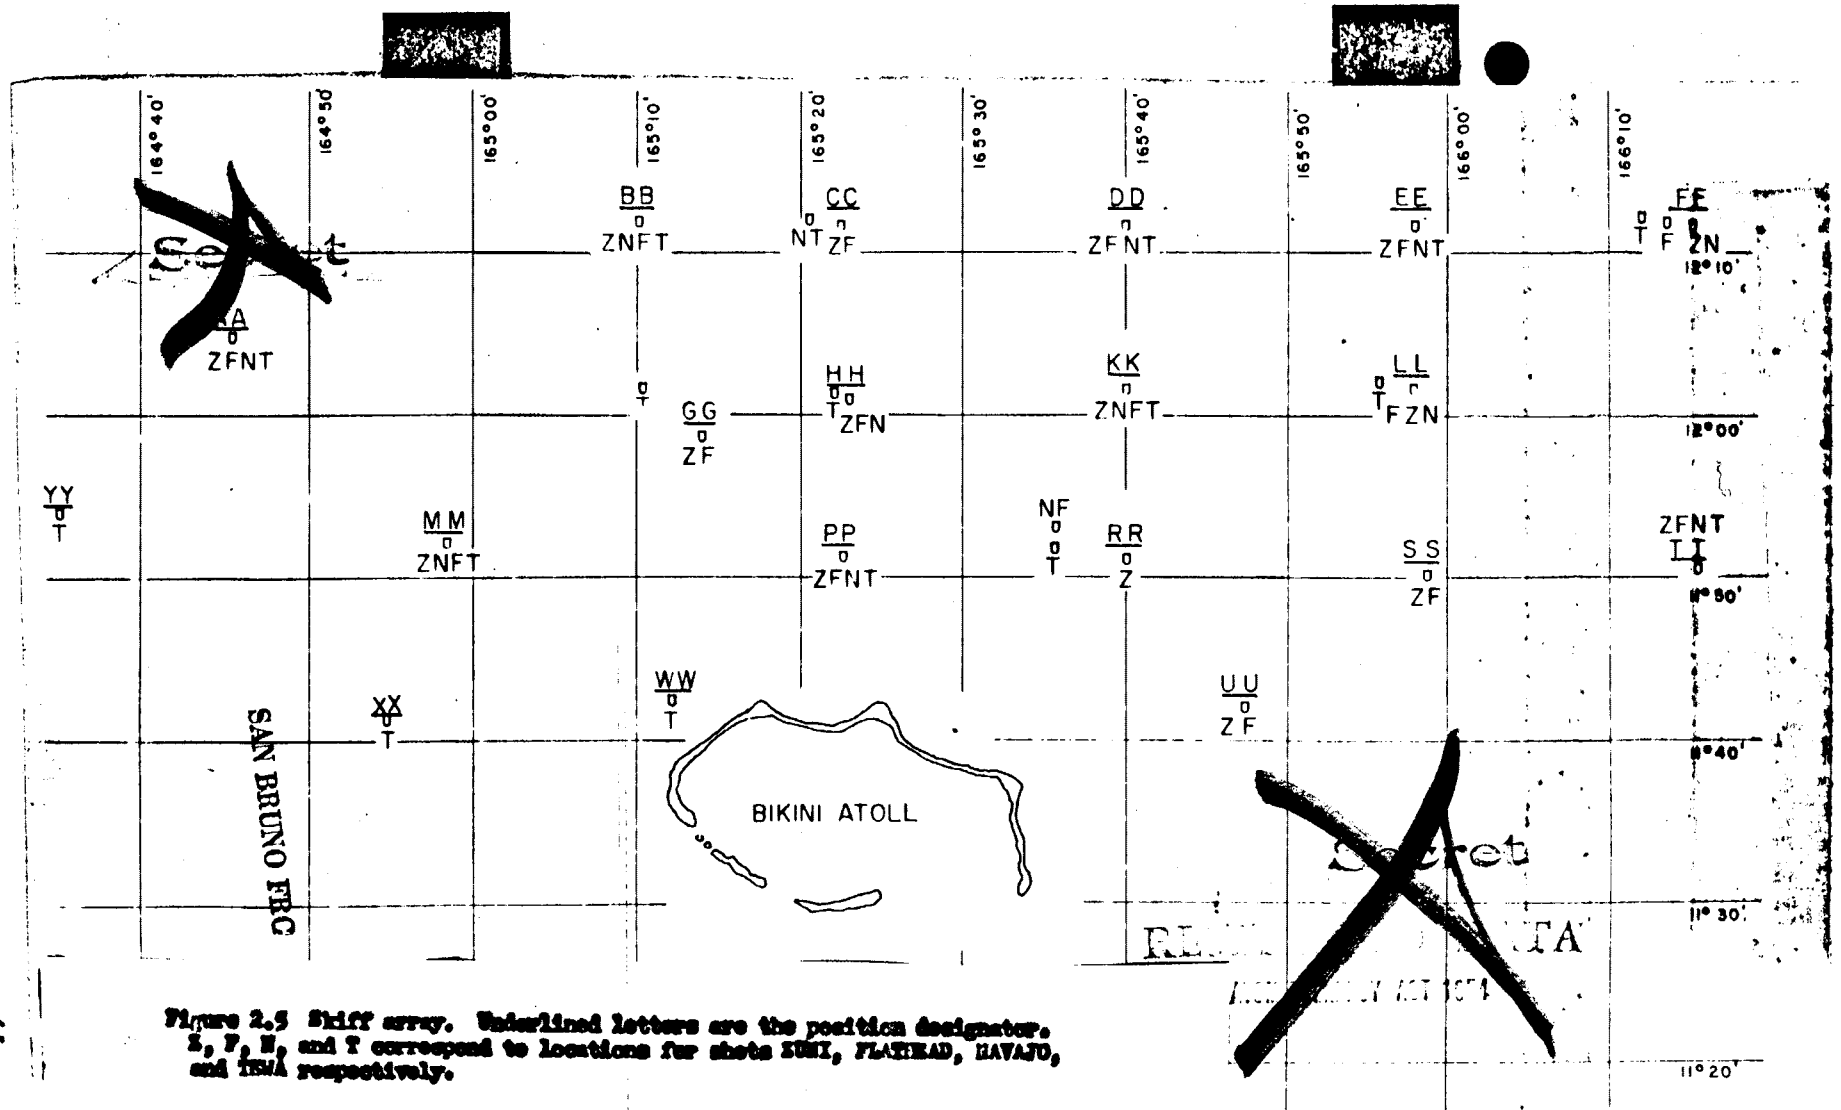 164°40'
164°50'
165°00'
165°10'
165°20'
165°30'
165°40'
165°50'
166°00'
166°10'
BB
ZNFT
CC
NT ZF
DD
ZFNT
EE
ZFNT
T F ZN
12°10'
ZFNT
T
GG
ZF
HH
T ZFN
KK
ZNFT
LL
T F ZN
12°00'
YY
T
MM
ZNFT
PP
ZFNT
NF
T
RR
Z
SS
ZF
ZFNT
TT
11°50'
XX
T
WW
T
UU
ZF
11°40'
BIKINI ATOLL
SAN BRUNO FRC
Secret
11°30'
11°20'
Figure 2.5 Skiff array. Underlined letters are the position designator.
Z, F, N, and T correspond to locations for shots ZUNI, FLATHEAD, NAVAJO,
and TEWA respectively.